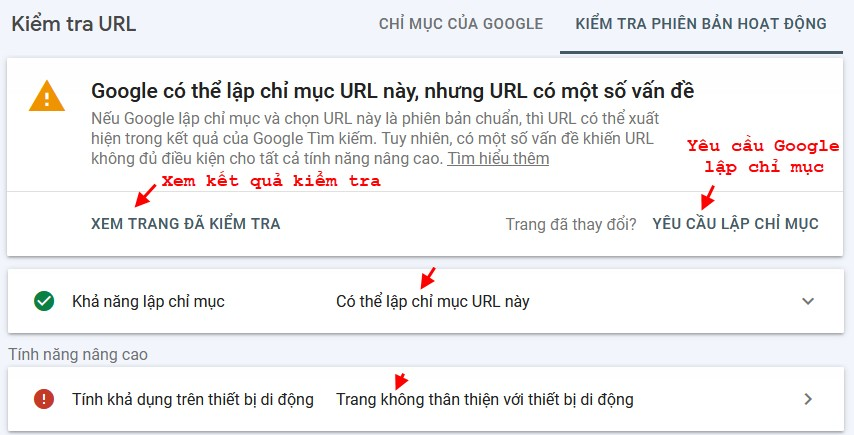 Kiểm tra URL
CHỈ MỤC CỦA GOOGLE
KIỂM TRA PHIÊN BẢN HOẠT ĐỘNG
Google có thể lập chỉ mục URL này, nhưng URL có một số vấn đề
Nếu Google lập chỉ mục và chọn URL này là phiên bản chuẩn, thì URL có thể xuất
hiện trong kết quả của Google Tìm kiếm. Tuy nhiên, có một số vấn đề khiến URL
không đủ điều kiện cho tất cả tính năng nâng cao. Tìm hiểu thêm
Yêu cầu Google
lập chỉ mục
Xem kết quả kiểm tra
XEM TRANG ĐÃ KIỂM TRA
Trang đã thay đổi?
YÊU CẦU LẬP CHỈ MỤC
Khả năng lập chỉ mục
Có thể lập chỉ mục URL này
Tính năng nâng cao
Tính khả dụng trên thiết bị di động
Trang không thân thiện với thiết bị di động